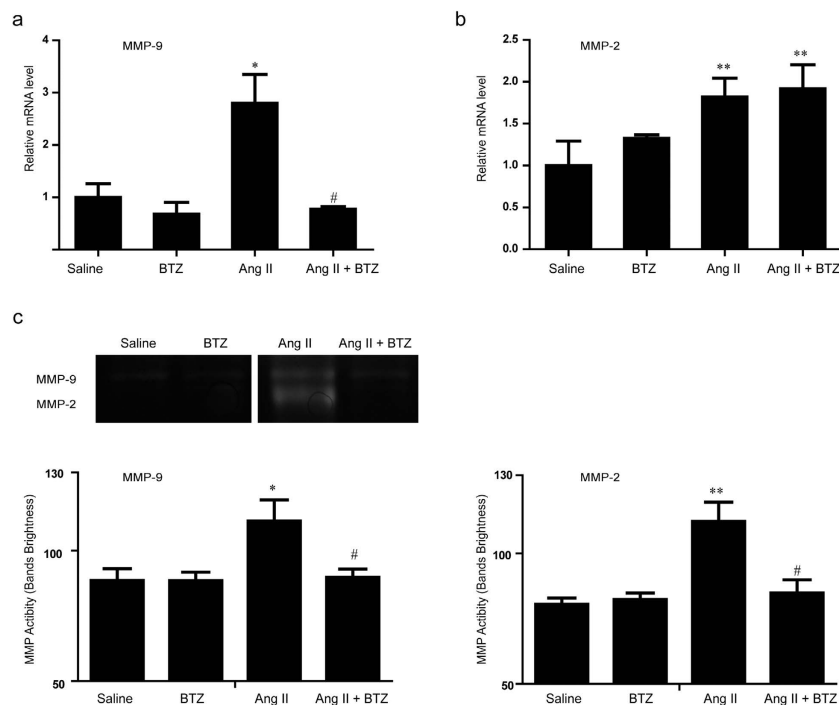 a
MMP-9
Relative mRNA level
4
3
2
1
*
#
Saline BTZ Ang II Ang II + BTZ
b
MMP-2
Relative mRNA level
2.5
2.0
1.5
1.0
0.5
0.0
** **
Saline BTZ Ang II Ang II + BTZ
c
Saline BTZ Ang II Ang II + BTZ
MMP-9
MMP-2
MMP-9
MMP Actibity (Bands Brightness)
130
100
50
*
#
Saline BTZ Ang II Ang II + BTZ
MMP-2
MMP Actibity (Bands Brightness)
130
100
50
**
#
Saline BTZ Ang II Ang II + BTZ